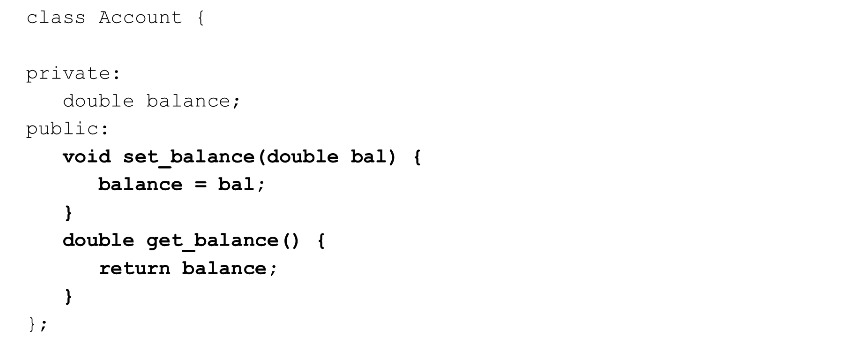 class Account {
private:
double balance;
public:
void set_balance(double bal) {
balance = bal;
}
double get_balance() {
return balance;
}
};